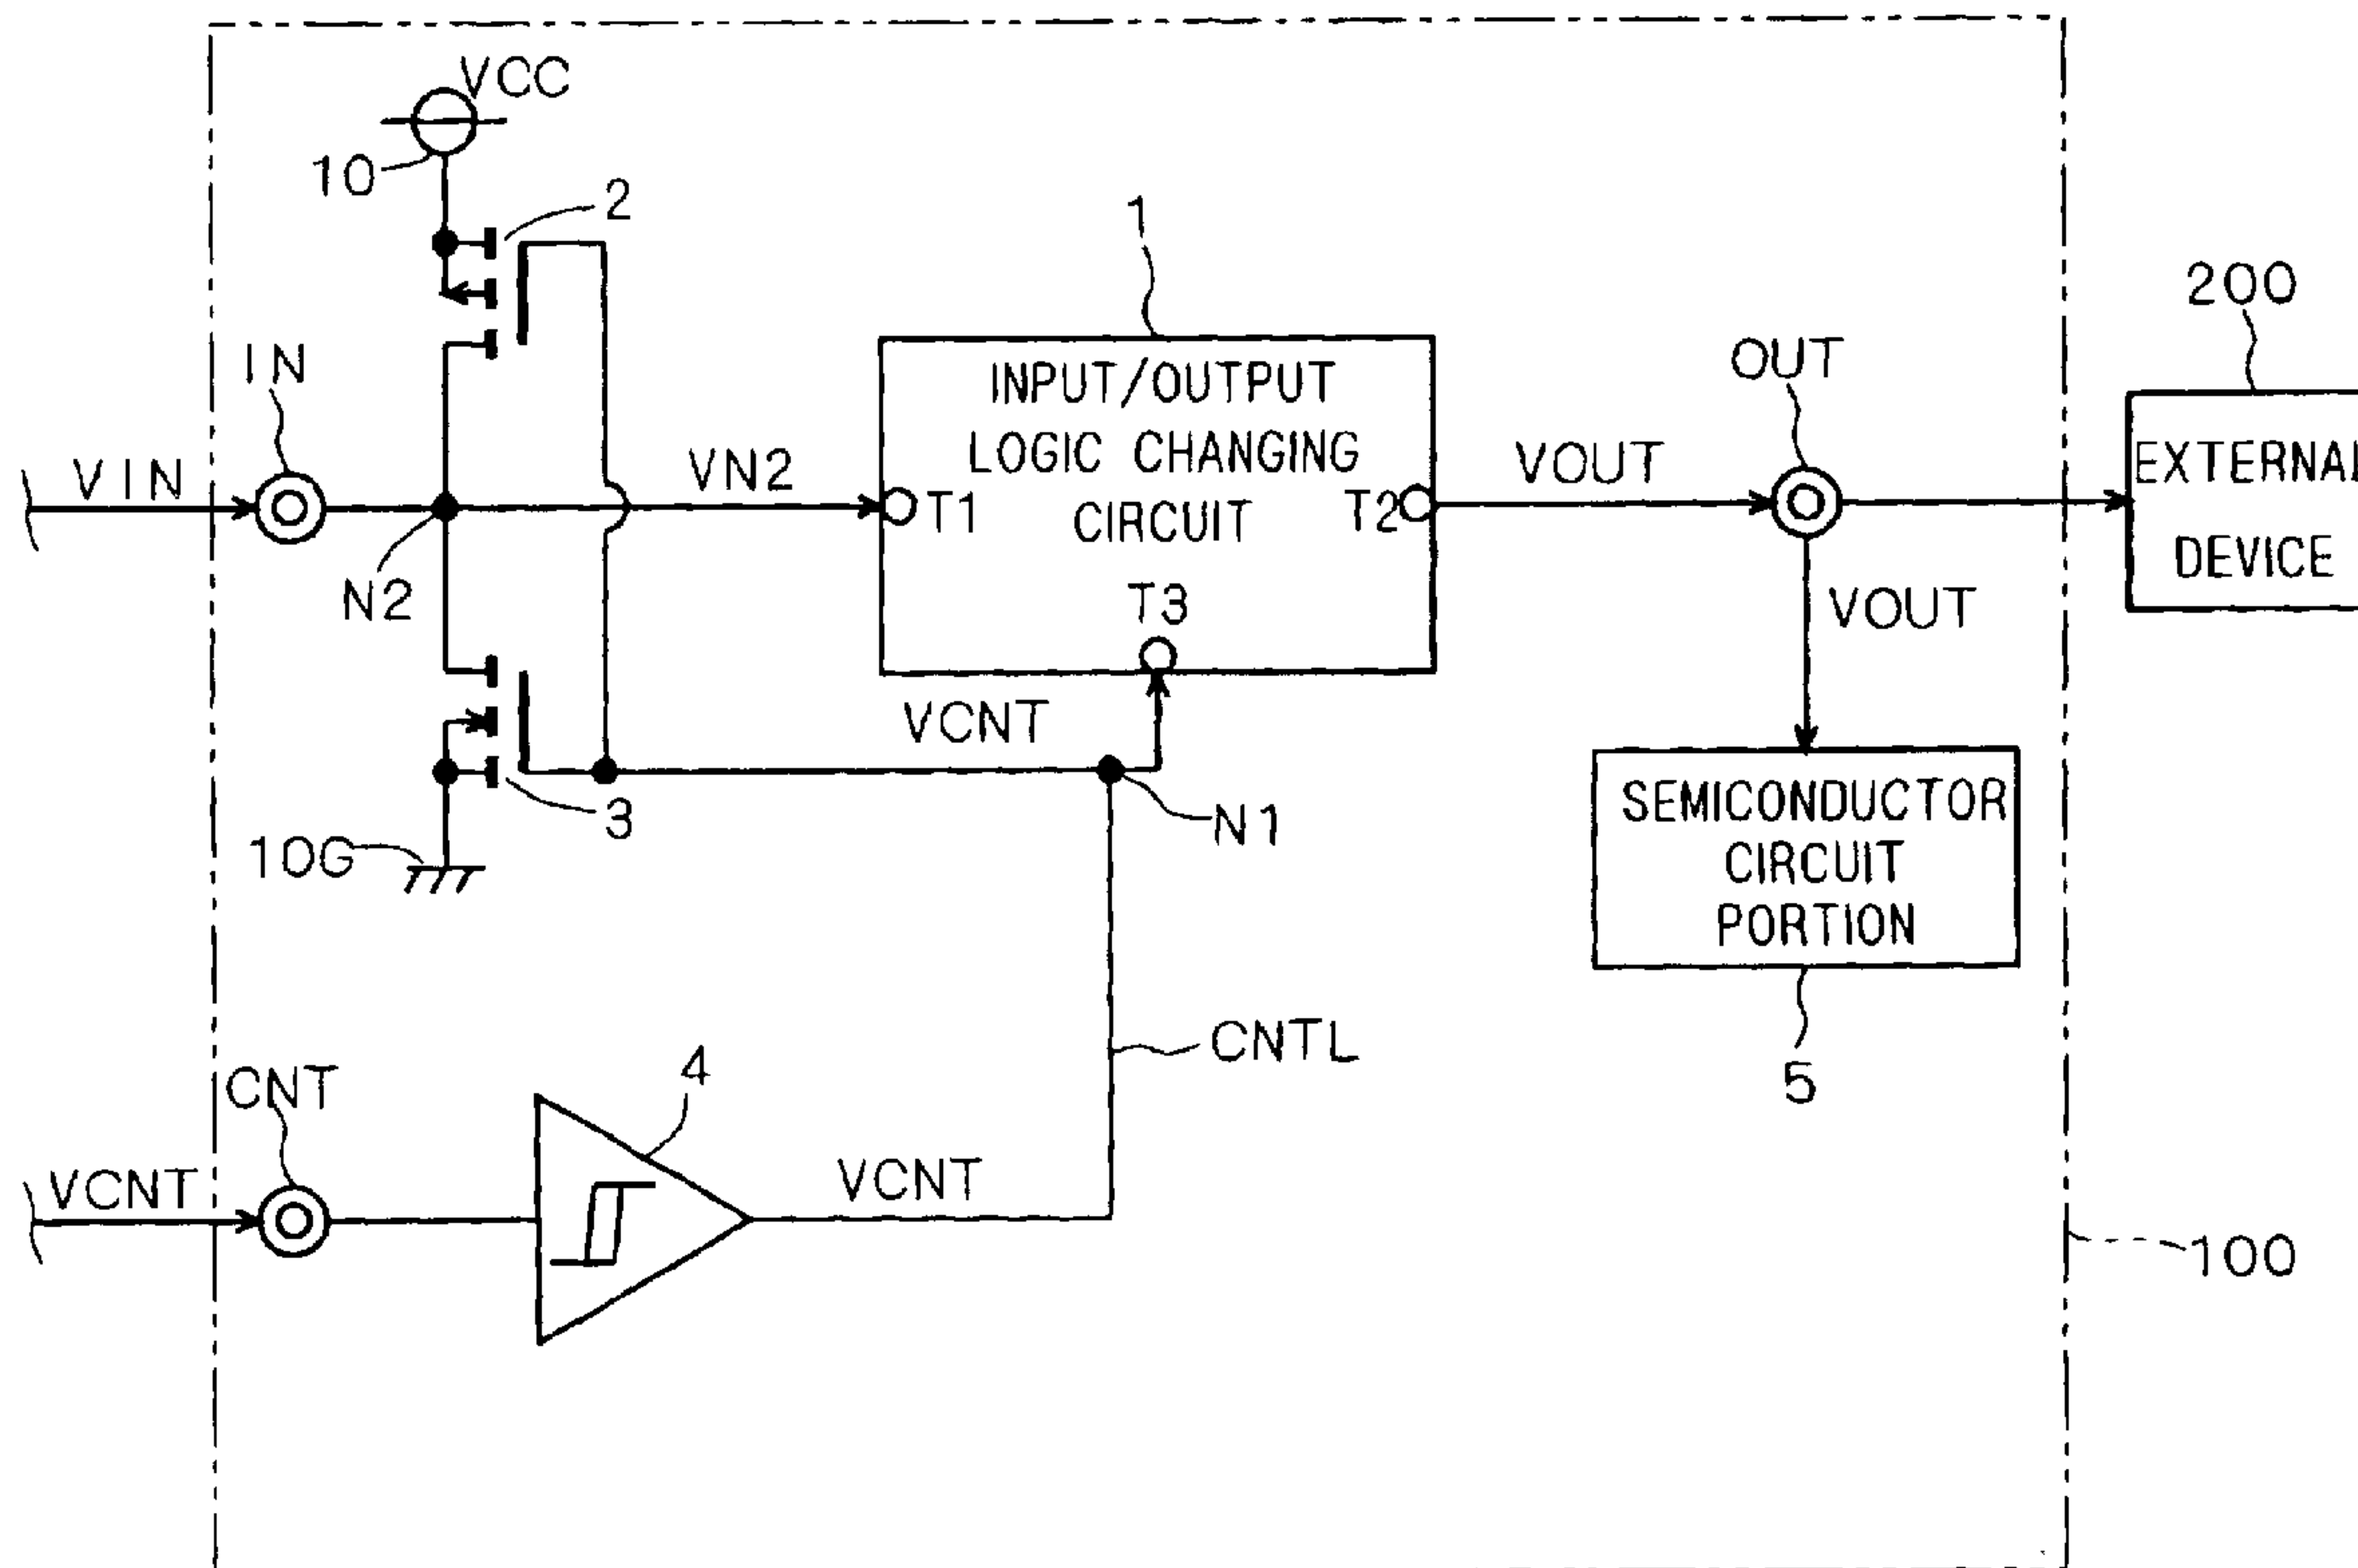 VCC
10
2
1
200
IN
OUT
INPUT/OUTPUT
LOGIC CHANGING
CIRCUIT
VIN
VN2
T1
T2
VOUT
EXTERNAL
DEVICE
N2
T3
VOUT
VCNT
3
N1
10G
SEMICONDUCTOR
CIRCUIT
PORTION
CNTL
5
4
CNT
VCNT
VCNT
100